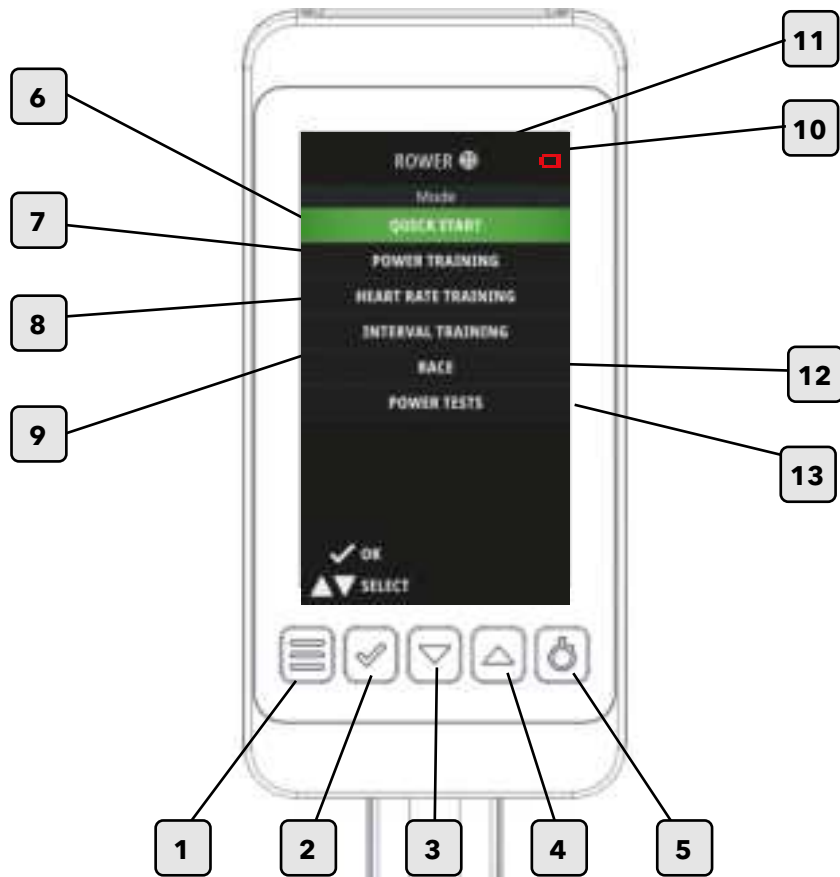 11
6
10
ROWER
Mode
QUICK START
7
POWER TRAINING
HEART RATE TRAINING
8
INTERVAL TRAINING
RACE
12
POWER TESTS
9
13
OK
SELECT
1
2
3
4
5